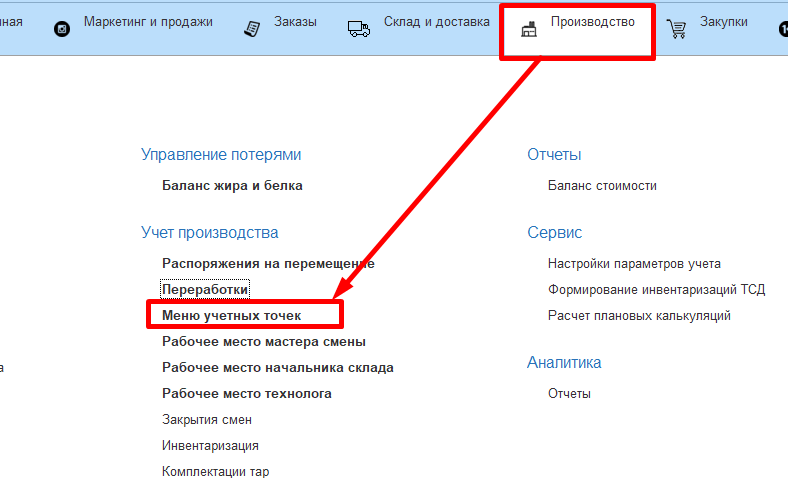 ная Маркетинг и продажи Заказы Склад и доставка Производство Закупки
Управление потерями
Баланс жира и белка
Учет производства
Распоряжения на перемещение
Переработки
Меню учетных точек
Рабочее место мастера смены
Рабочее место начальника склада
Рабочее место технолога
Закрытия смен
Инвентаризация
Комплектации тар
а
Отчеты
Баланс стоимости
Сервис
Настройки параметров учета
Формирование инвентаризаций ТСД
Расчет плановых калькуляций
Аналитика
Отчеты